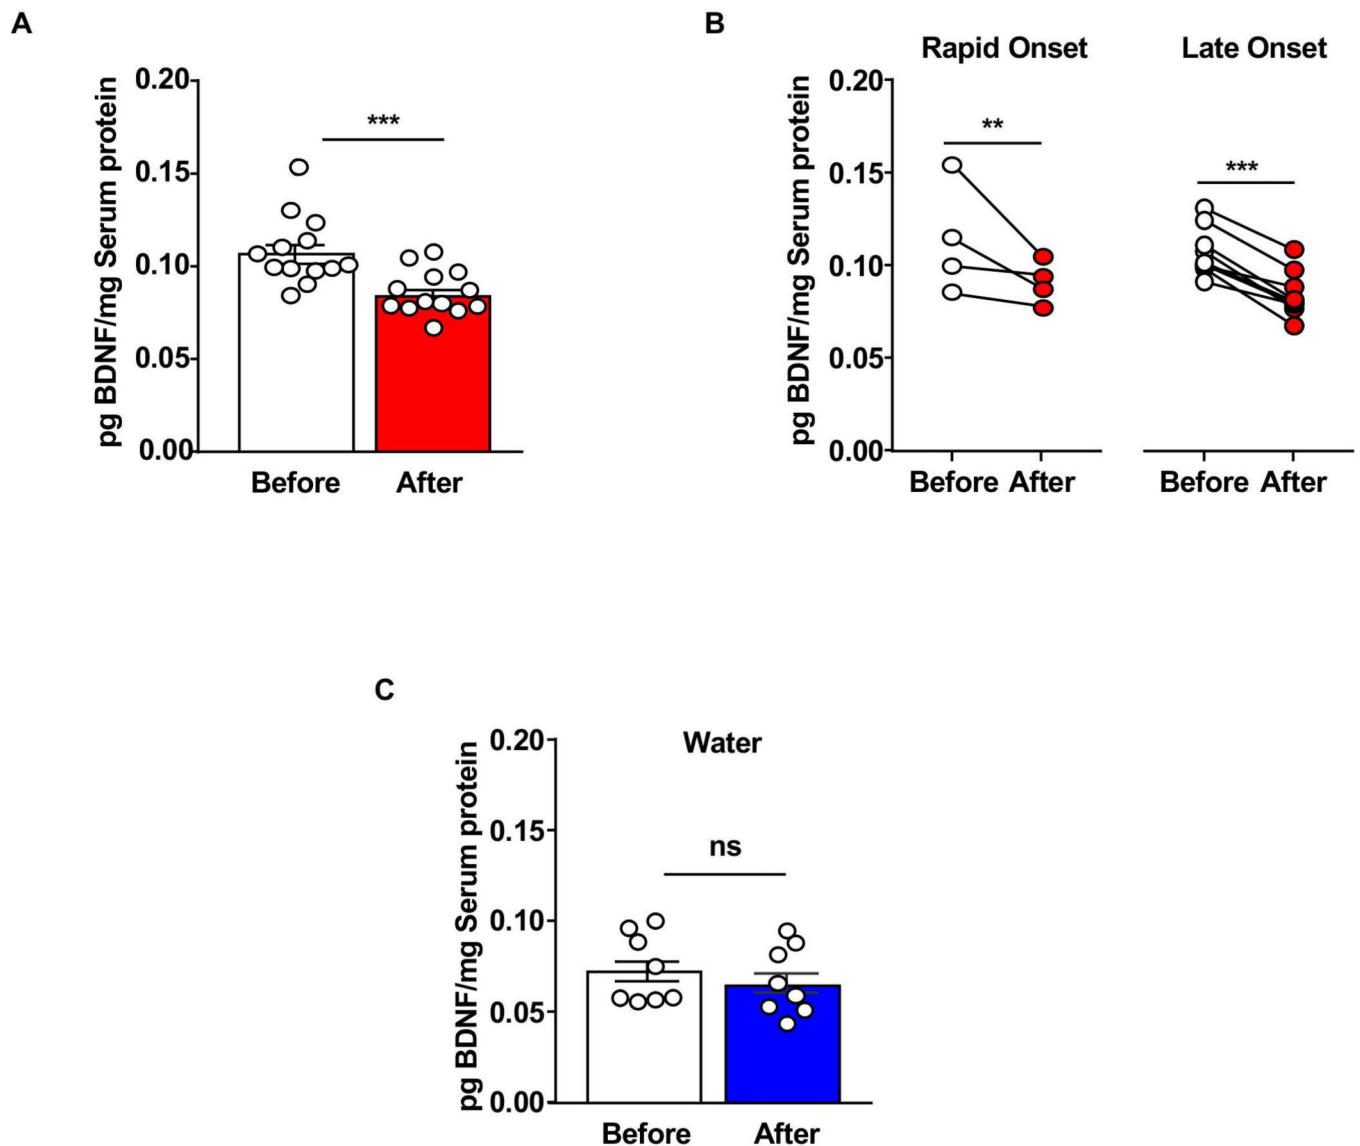 A
pg BDNF/mg Serum protein
0.20
0.15
0.10
0.05
0.00
***
Before After
B
Rapid Onset Late Onset
pg BDNF/mg Serum protein
0.20
0.15
0.10
0.05
0.00
**
***
Before After Before After
C
Water
pg BDNF/mg Serum protein
0.20
0.15
0.10
0.05
0.00
ns
Before After